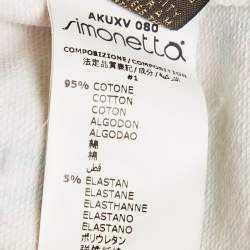 AKUXV 080
simonetta
COMPOSIZIONE/COMPOSITION
#1
95% COTONE
COTTON
COTON
ALGODON
ALGODAO
綿
棉
قطن
5% ELASTAN
ELASTANE
ELASTHANNE
ELASTANO
ELASTANO
ポリウレタン